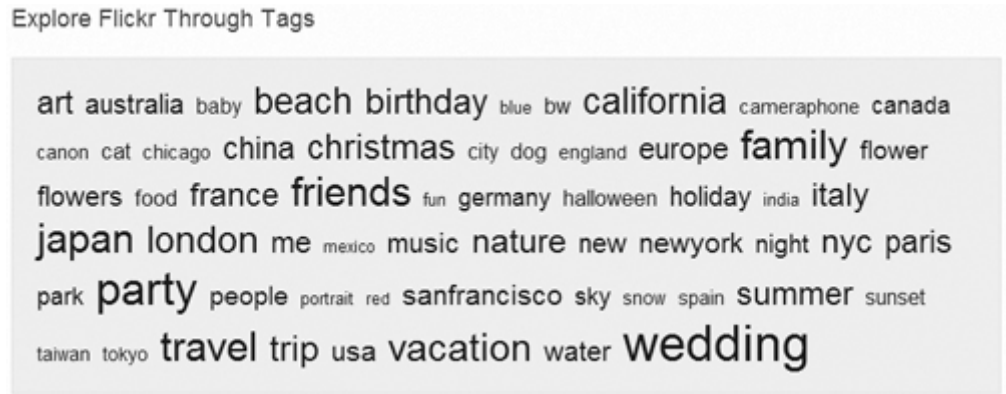 Explore Flickr Through Tags
art australia baby beach birthday blue bw california cameraphone canada
canon cat chicago china christmas city dog england europe family flower
flowers food france friends fun germany halloween holiday india italy
japan london me mexico music nature new newyork night nyc paris
park party people portrait red sanfrancisco sky snow spain summer sunset
taiwan tokyo travel trip usa vacation water wedding